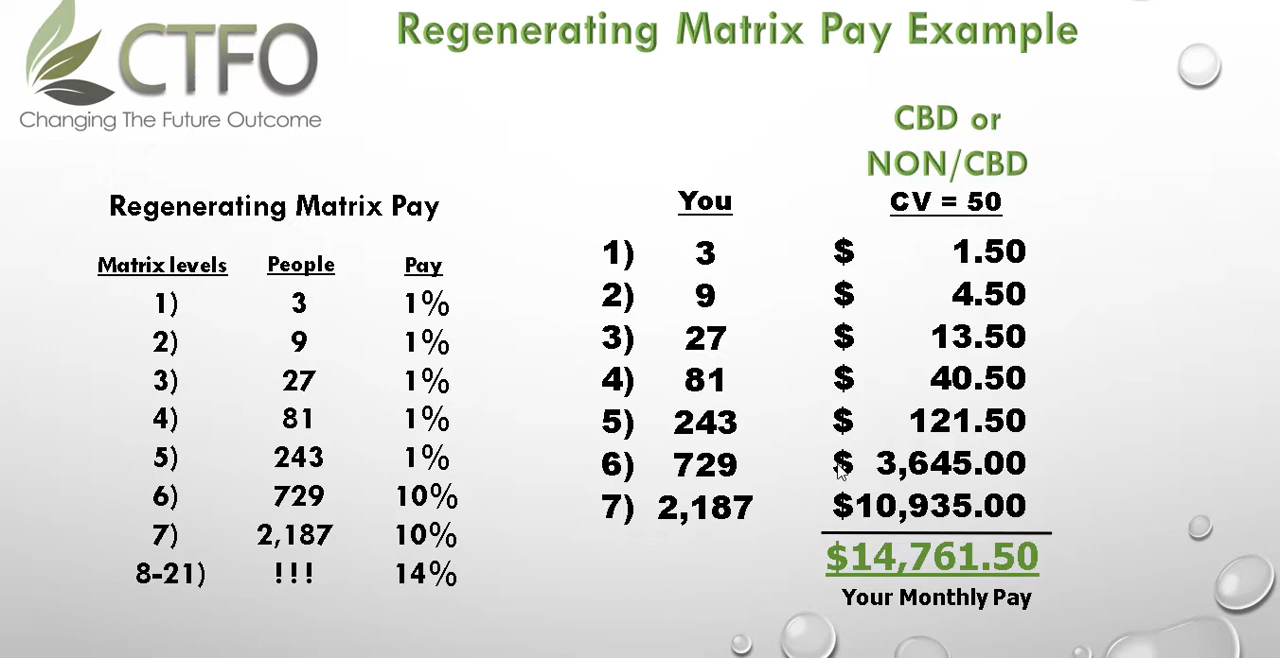 CTFO
Changing The Future Outcome
Regenerating Matrix Pay Example
Regenerating Matrix Pay
Matrix levels People Pay
1) 3 1%
2) 9 1%
3) 27 1%
4) 81 1%
5) 243 1%
6) 729 10%
7) 2,187 10%
8-21) !!! 14%
CBD or
NON/CBD
You CV = 50
1) 3 $ 1.50
2) 9 $ 4.50
3) 27 $ 13.50
4) 81 $ 40.50
5) 243 $ 121.50
6) 729 $ 3,645.00
7) 2,187 $10,935.00
$14,761.50
Your Monthly Pay